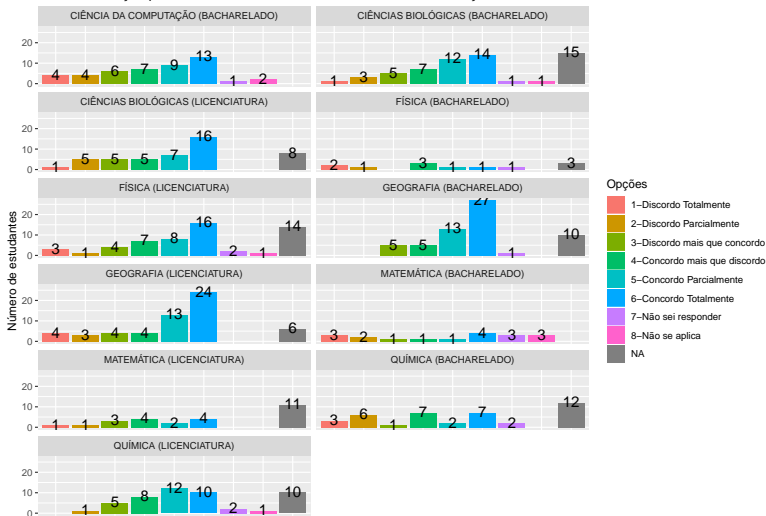 CIÊNCIA DA COMPUTAÇÃO (BACHARELADO)
CIÊNCIAS BIOLÓGICAS (BACHARELADO)
20
10
0
4 4 6 7 9 13 1 2
1 3 5 7 12 14 1 1 15
CIÊNCIAS BIOLÓGICAS (LICENCIATURA)
FÍSICA (BACHARELADO)
20
10
0
1 5 5 5 7 16 8
2 1 3 1 1 1 3
FÍSICA (LICENCIATURA)
GEOGRAFIA (BACHARELADO)
20
10
0
3 1 4 7 8 16 2 1 14
5 5 13 27 1 10
GEOGRAFIA (LICENCIATURA)
MATEMÁTICA (BACHARELADO)
20
10
0
4 3 4 4 13 24 6
3 2 1 1 1 4 3 3
MATEMÁTICA (LICENCIATURA)
QUÍMICA (BACHARELADO)
20
10
0
1 1 3 4 2 4 11
3 6 1 7 2 7 2 12
QUÍMICA (LICENCIATURA)
20
10
0
1 5 8 12 10 2 1 10
Número de estudantes
Opções
1–Discordo Totalmente
2–Discordo Parcialmente
3–Discordo mais que concordo
4–Concordo mais que discordo
5–Concordo Parcialmente
6–Concordo Totalmente
7–Não sei responder
8–Não se aplica
NA